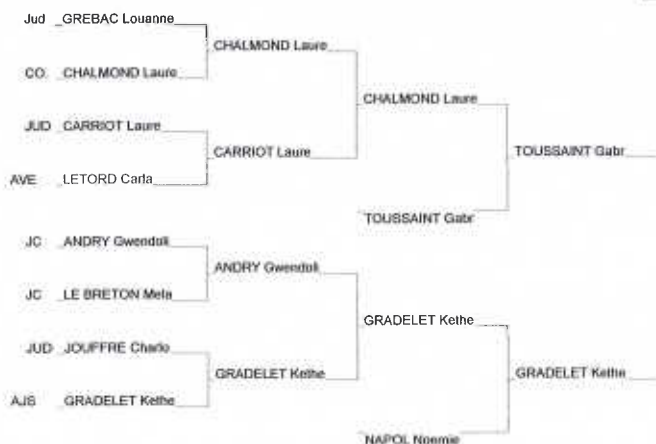 Jud GREBAC Louanne
CHALMOND Laure
CO. CHALMOND Laure
CHALMOND Laure
JUD CARRIOT Laure
CARRIOT Laure
TOUSSAINT Gabr
AVE LETORD Carla
TOUSSAINT Gabr
JC ANDRY Gwendoli
ANDRY Gwendoli
JC LE BRETON Mela
GRADELET Kethe
JUD JOUFFRE Charlo
GRADELET Kethe
GRADELET Kethe
AJS GRADELET Kethe
NAPOL Noemie